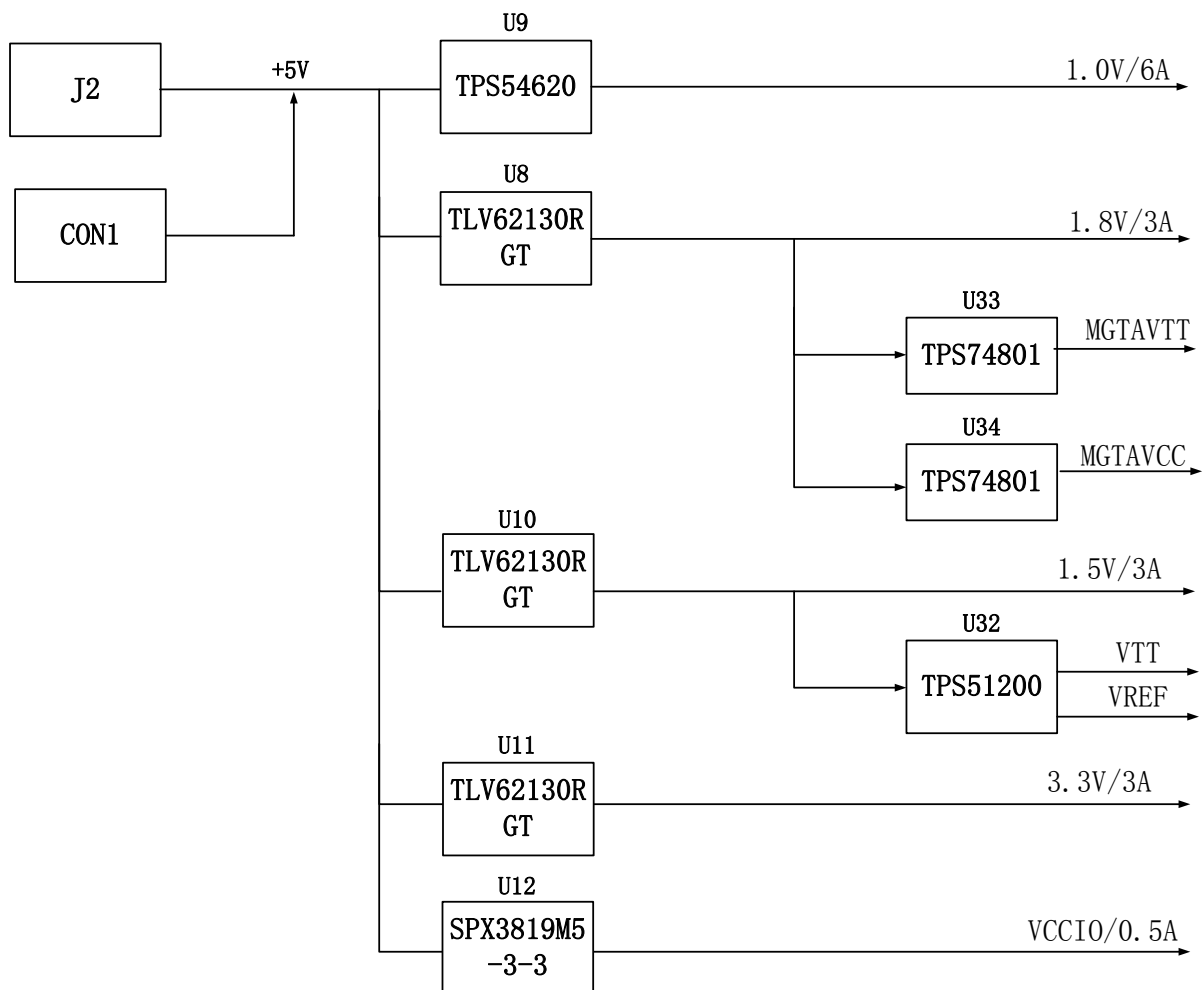 U9
J2
+5V
TPS54620
1.0V/6A
U8
CON1
TLV62130R
GT
1.8V/3A
U33
TPS74801
MGTAVTT
U34
TPS74801
MGTAVCC
U10
TLV62130R
GT
1.5V/3A
U32
TPS51200
VTT
VREF
U11
TLV62130R
GT
3.3V/3A
U12
SPX3819M5
-3-3
VCCIO/0.5A